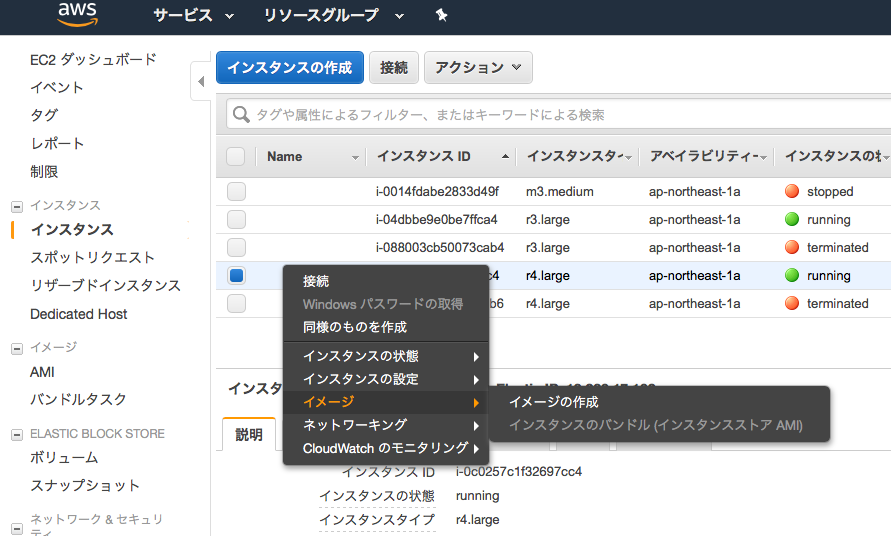 aws サービス リソースグループ
EC2 ダッシュボード
イベント
タグ
レポート
制限
インスタンス
インスタンス
スポットリクエスト
リザーブドインスタンス
Dedicated Host
イメージ
AMI
バンドルタスク
ELASTIC BLOCK STORE
ボリューム
スナップショット
ネットワーク & セキュリ
ティ
インスタンスの作成 接続 アクション
タグや属性によるフィルター、またはキーワードによる検索
Name インスタンス ID インスタンスタ アベイラビリティー インスタンスの状
i-0014fdabe2833d49f m3.medium ap-northeast-1a stopped
i-04dbbe9e0be7ffca4 r3.large ap-northeast-1a running
i-088003cb50073cab4 r3.large ap-northeast-1a terminated
c4 r4.large ap-northeast-1a running
b6 r4.large ap-northeast-1a terminated
接続
Windows パスワードの取得
同様のものを作成
インスタンスの状態
インスタンスの設定
イメージ
ネットワーキング
CloudWatch のモニタリング
イメージの作成
インスタンスのバンドル (インスタンスストア AMI)
インスタ
説明
インスタンス ID i-0c0257c1f32697cc4
インスタンスの状態 running
インスタンスタイプ r4.large